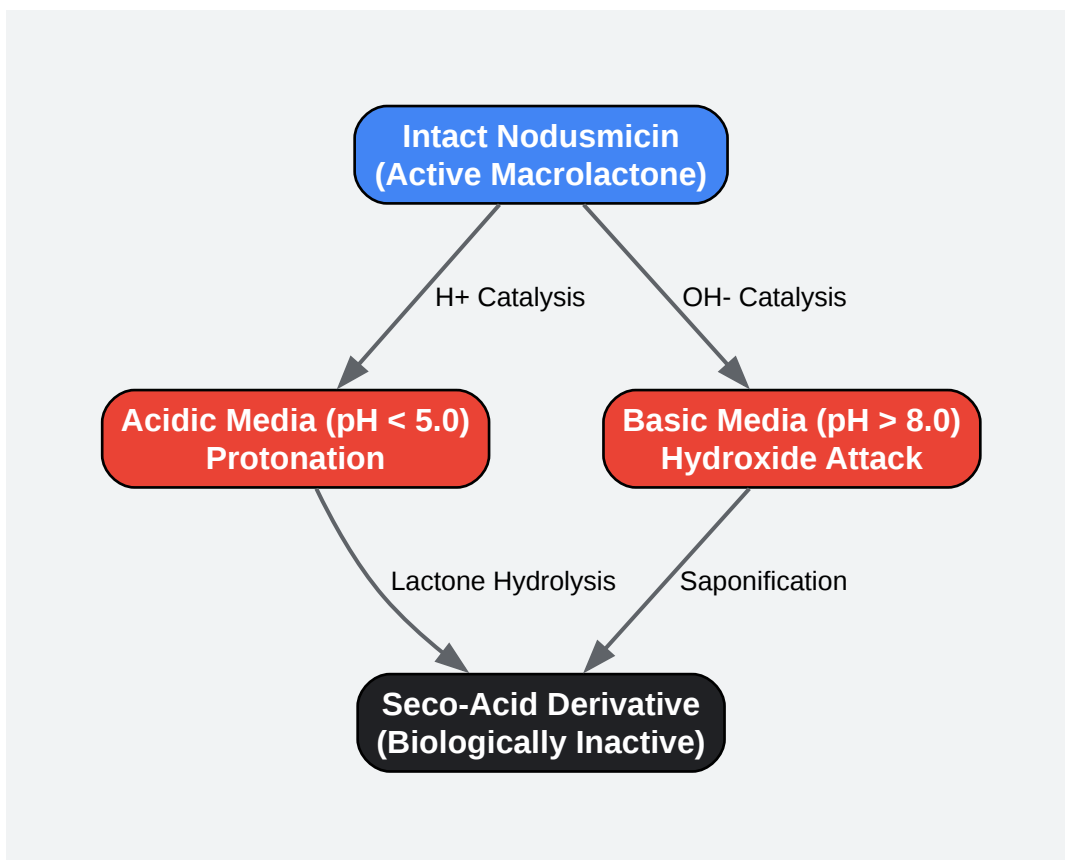 Intact Nodusmicin
(Active Macrolactone)
H+ Catalysis
OH- Catalysis
Acidic Media (pH < 5.0)
Protonation
Basic Media (pH > 8.0)
Hydroxide Attack
Lactone Hydrolysis
Saponification
Seco-Acid Derivative
(Biologically Inactive)